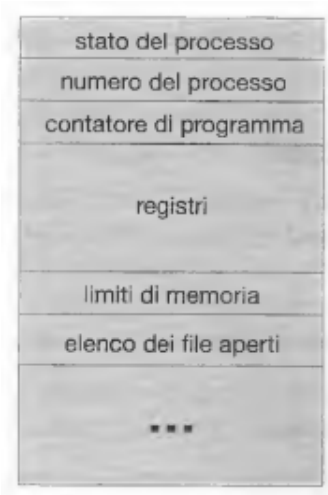 stato del processo
numero del processo
contatore di programma
registri
limiti di memoria
elenco dei file aperti
...